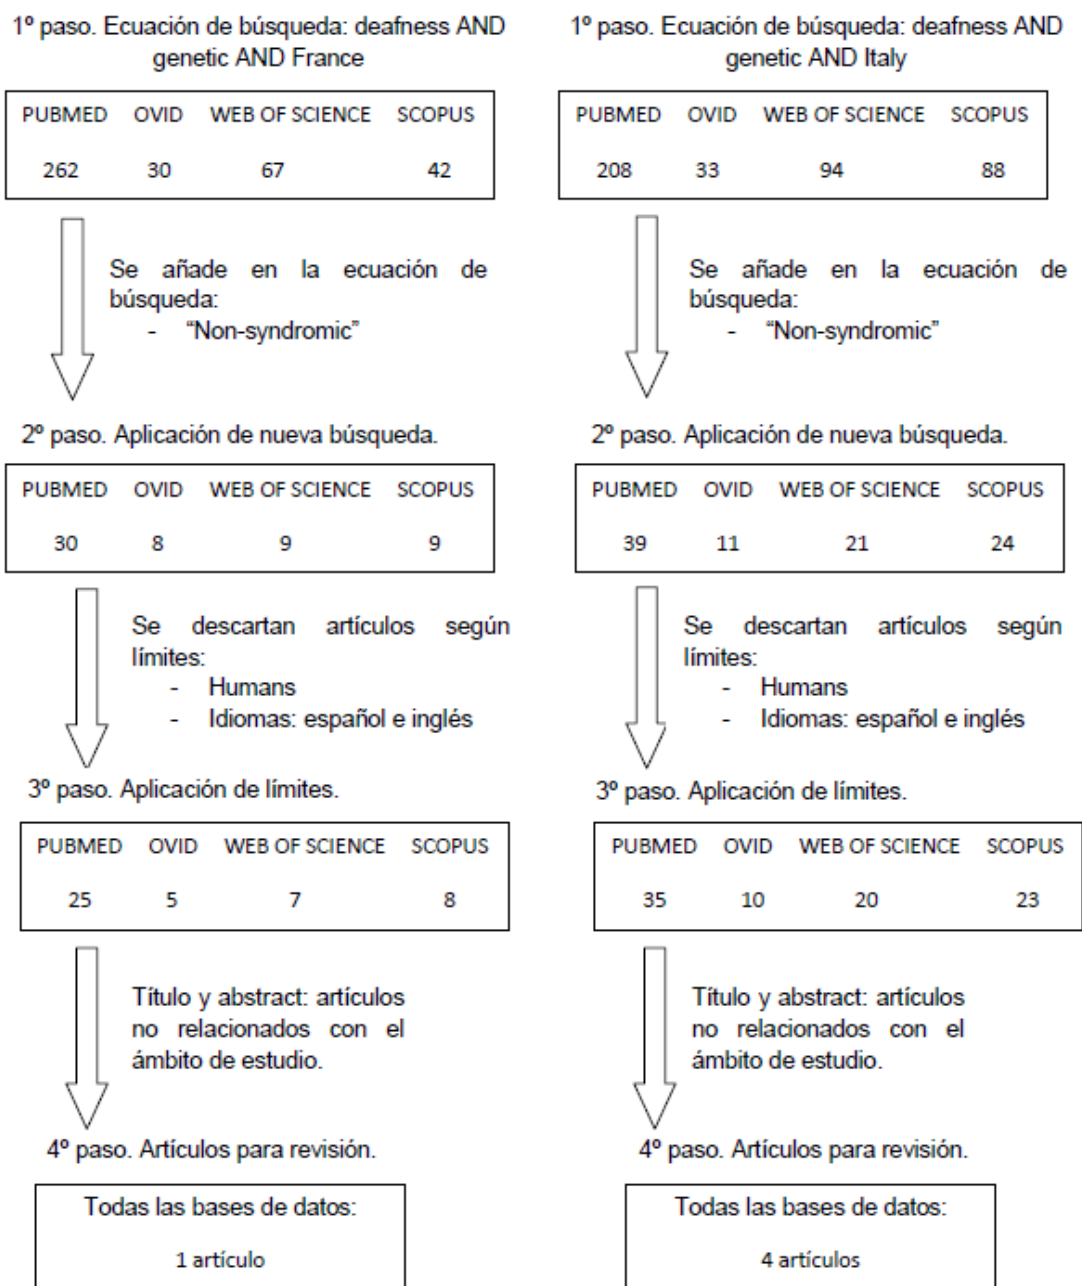 1º paso. Ecuación de búsqueda: deafness AND
genetic AND France
PUBMED OVID WEB OF SCIENCE SCOPUS
262 30 67 42
Se añade en la ecuación de
búsqueda:
- “Non-syndromic”
2º paso. Aplicación de nueva búsqueda.
PUBMED OVID WEB OF SCIENCE SCOPUS
30 8 9 9
Se descartan artículos según
límites:
- Humans
- Idiomas: español e inglés
3º paso. Aplicación de límites.
PUBMED OVID WEB OF SCIENCE SCOPUS
25 5 7 8
Título y abstract: artículos
no relacionados con el
ámbito de estudio.
4º paso. Artículos para revisión.
Todas las bases de datos:
1 artículo
1º paso. Ecuación de búsqueda: deafness AND
genetic AND Italy
PUBMED OVID WEB OF SCIENCE SCOPUS
208 33 94 88
Se añade en la ecuación de
búsqueda:
- “Non-syndromic”
2º paso. Aplicación de nueva búsqueda.
PUBMED OVID WEB OF SCIENCE SCOPUS
39 11 21 24
Se descartan artículos según
límites:
- Humans
- Idiomas: español e inglés
3º paso. Aplicación de límites.
PUBMED OVID WEB OF SCIENCE SCOPUS
35 10 20 23
Título y abstract: artículos
no relacionados con el
ámbito de estudio.
4º paso. Artículos para revisión.
Todas las bases de datos:
4 artículos